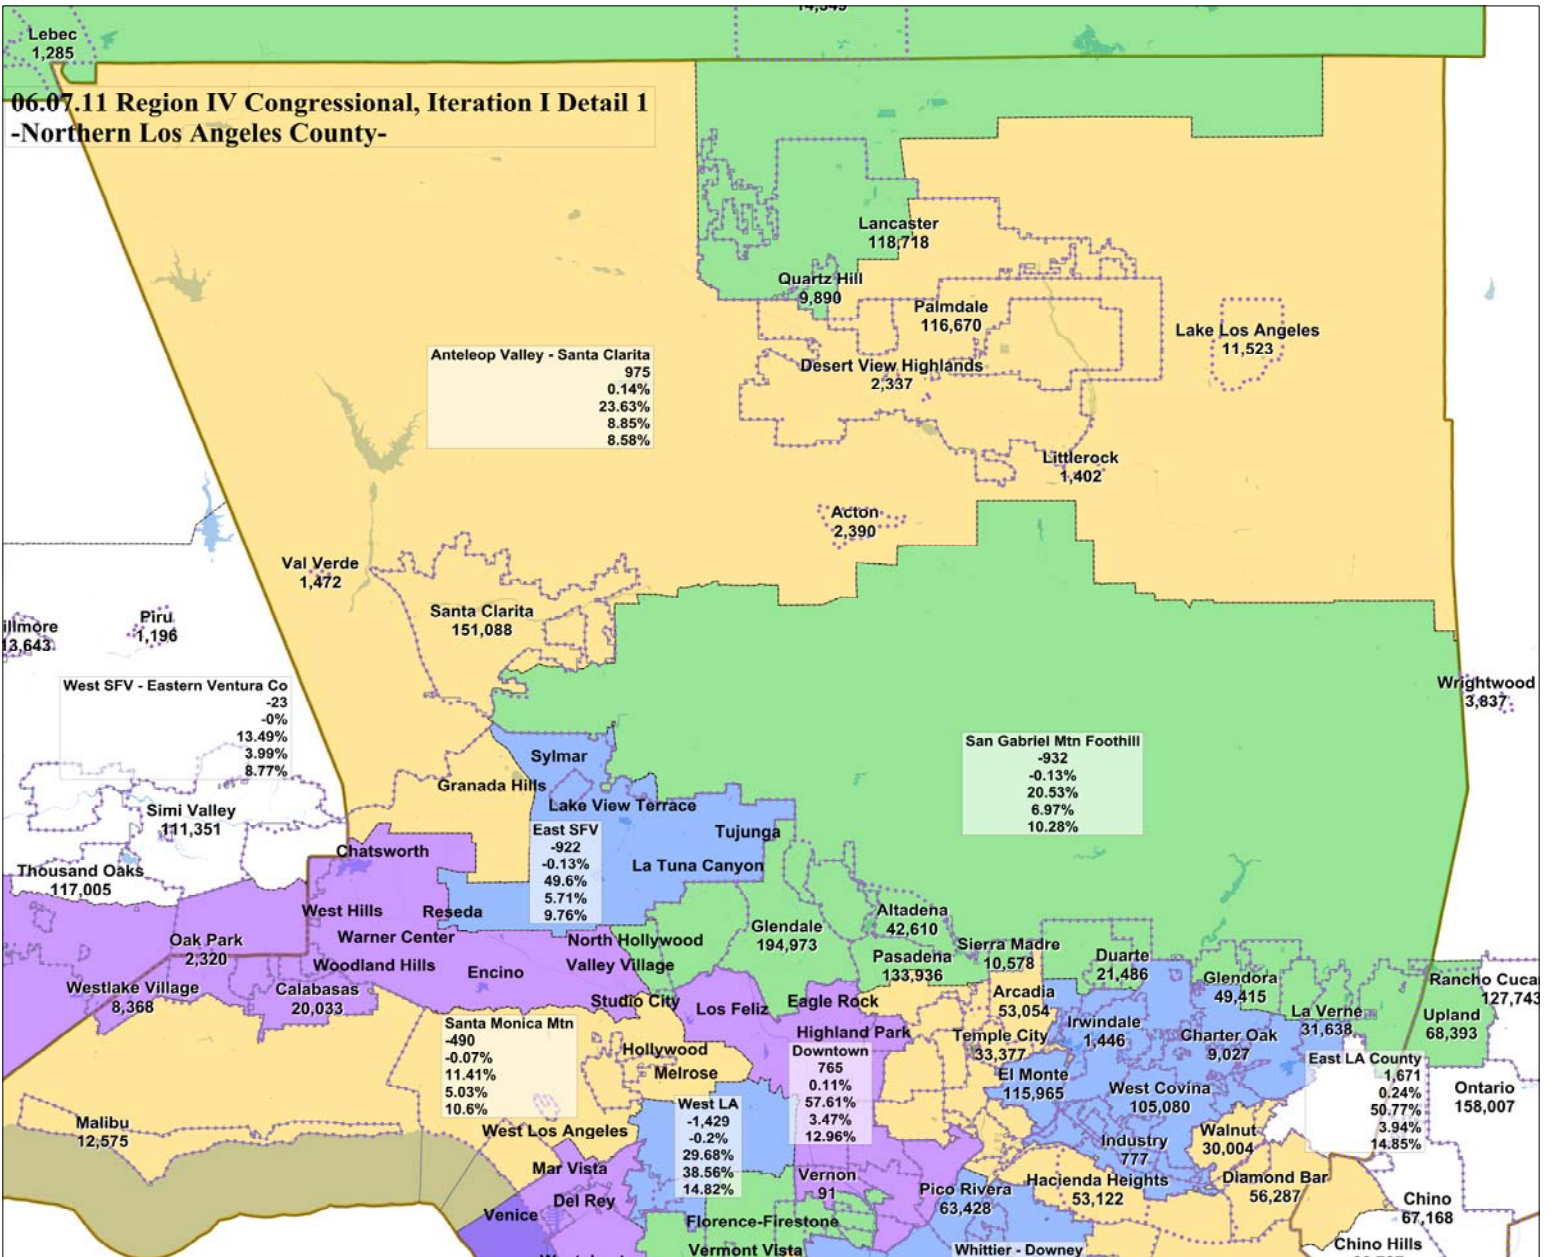 14,549
Lebec
1,285
06.07.11 Region IV Congressional, Iteration I Detail 1
-Northern Los Angeles County-
Lancaster
118,718
Quartz Hill
9,890
Palmdale
116,670
Lake Los Angeles
11,523
Desert View Highlands
2,337
Anteleop Valley - Santa Clarita
975
0.14%
23.63%
8.85%
8.58%
Littlerock
1,402
Acton
2,390
Val Verde
1,472
Santa Clarita
151,088
Piru
1,196
illmore
13,643
West SFV - Eastern Ventura Co
-23
-0%
13.49%
3.99%
8.77%
Wrightwood
3,837
San Gabriel Mtn Foothill
-932
-0.13%
20.53%
6.97%
10.28%
Sylmar
Granada Hills
Lake View Terrace
Simi Valley
111,351
East SFV
-922
-0.13%
49.6%
5.71%
9.76%
Tujunga
La Tuna Canyon
Chatsworth
Thousand Oaks
117,005
West Hills
Reseda
Warner Center
Woodland Hills
Encino
North Hollywood
Valley Village
Studio City
Glendale
194,973
Altadena
42,610
Pasadena
133,936
Sierra Madre
10,578
Duarte
21,486
Glendora
49,415
Rancho Cuca
127,743
Oak Park
2,320
Westlake Village
8,368
Calabasas
20,033
Los Feliz
Eagle Rock
Highland Park
Arcadia
53,054
Temple City
33,377
Irwindale
1,446
Charter Oak
9,027
La Verne
31,638
Upland
68,393
Santa Monica Mtn
-490
-0.07%
11.41%
5.03%
10.6%
Hollywood
Melrose
Downtown
765
0.11%
57.61%
3.47%
12.96%
El Monte
115,965
West Covina
105,080
East LA County
1,671
0.24%
50.77%
3.94%
14.85%
Ontario
158,007
Malibu
12,575
West Los Angeles
West LA
-1,429
-0.2%
29.68%
38.56%
14.82%
Industry
777
Walnut
30,004
Mar Vista
Del Rey
Venice
Vernon
91
Pico Rivera
63,428
Hacienda Heights
53,122
Diamond Bar
56,287
Chino
67,168
Florence-Firestone
Vermont Vista
Whittier - Downey
Chino Hills